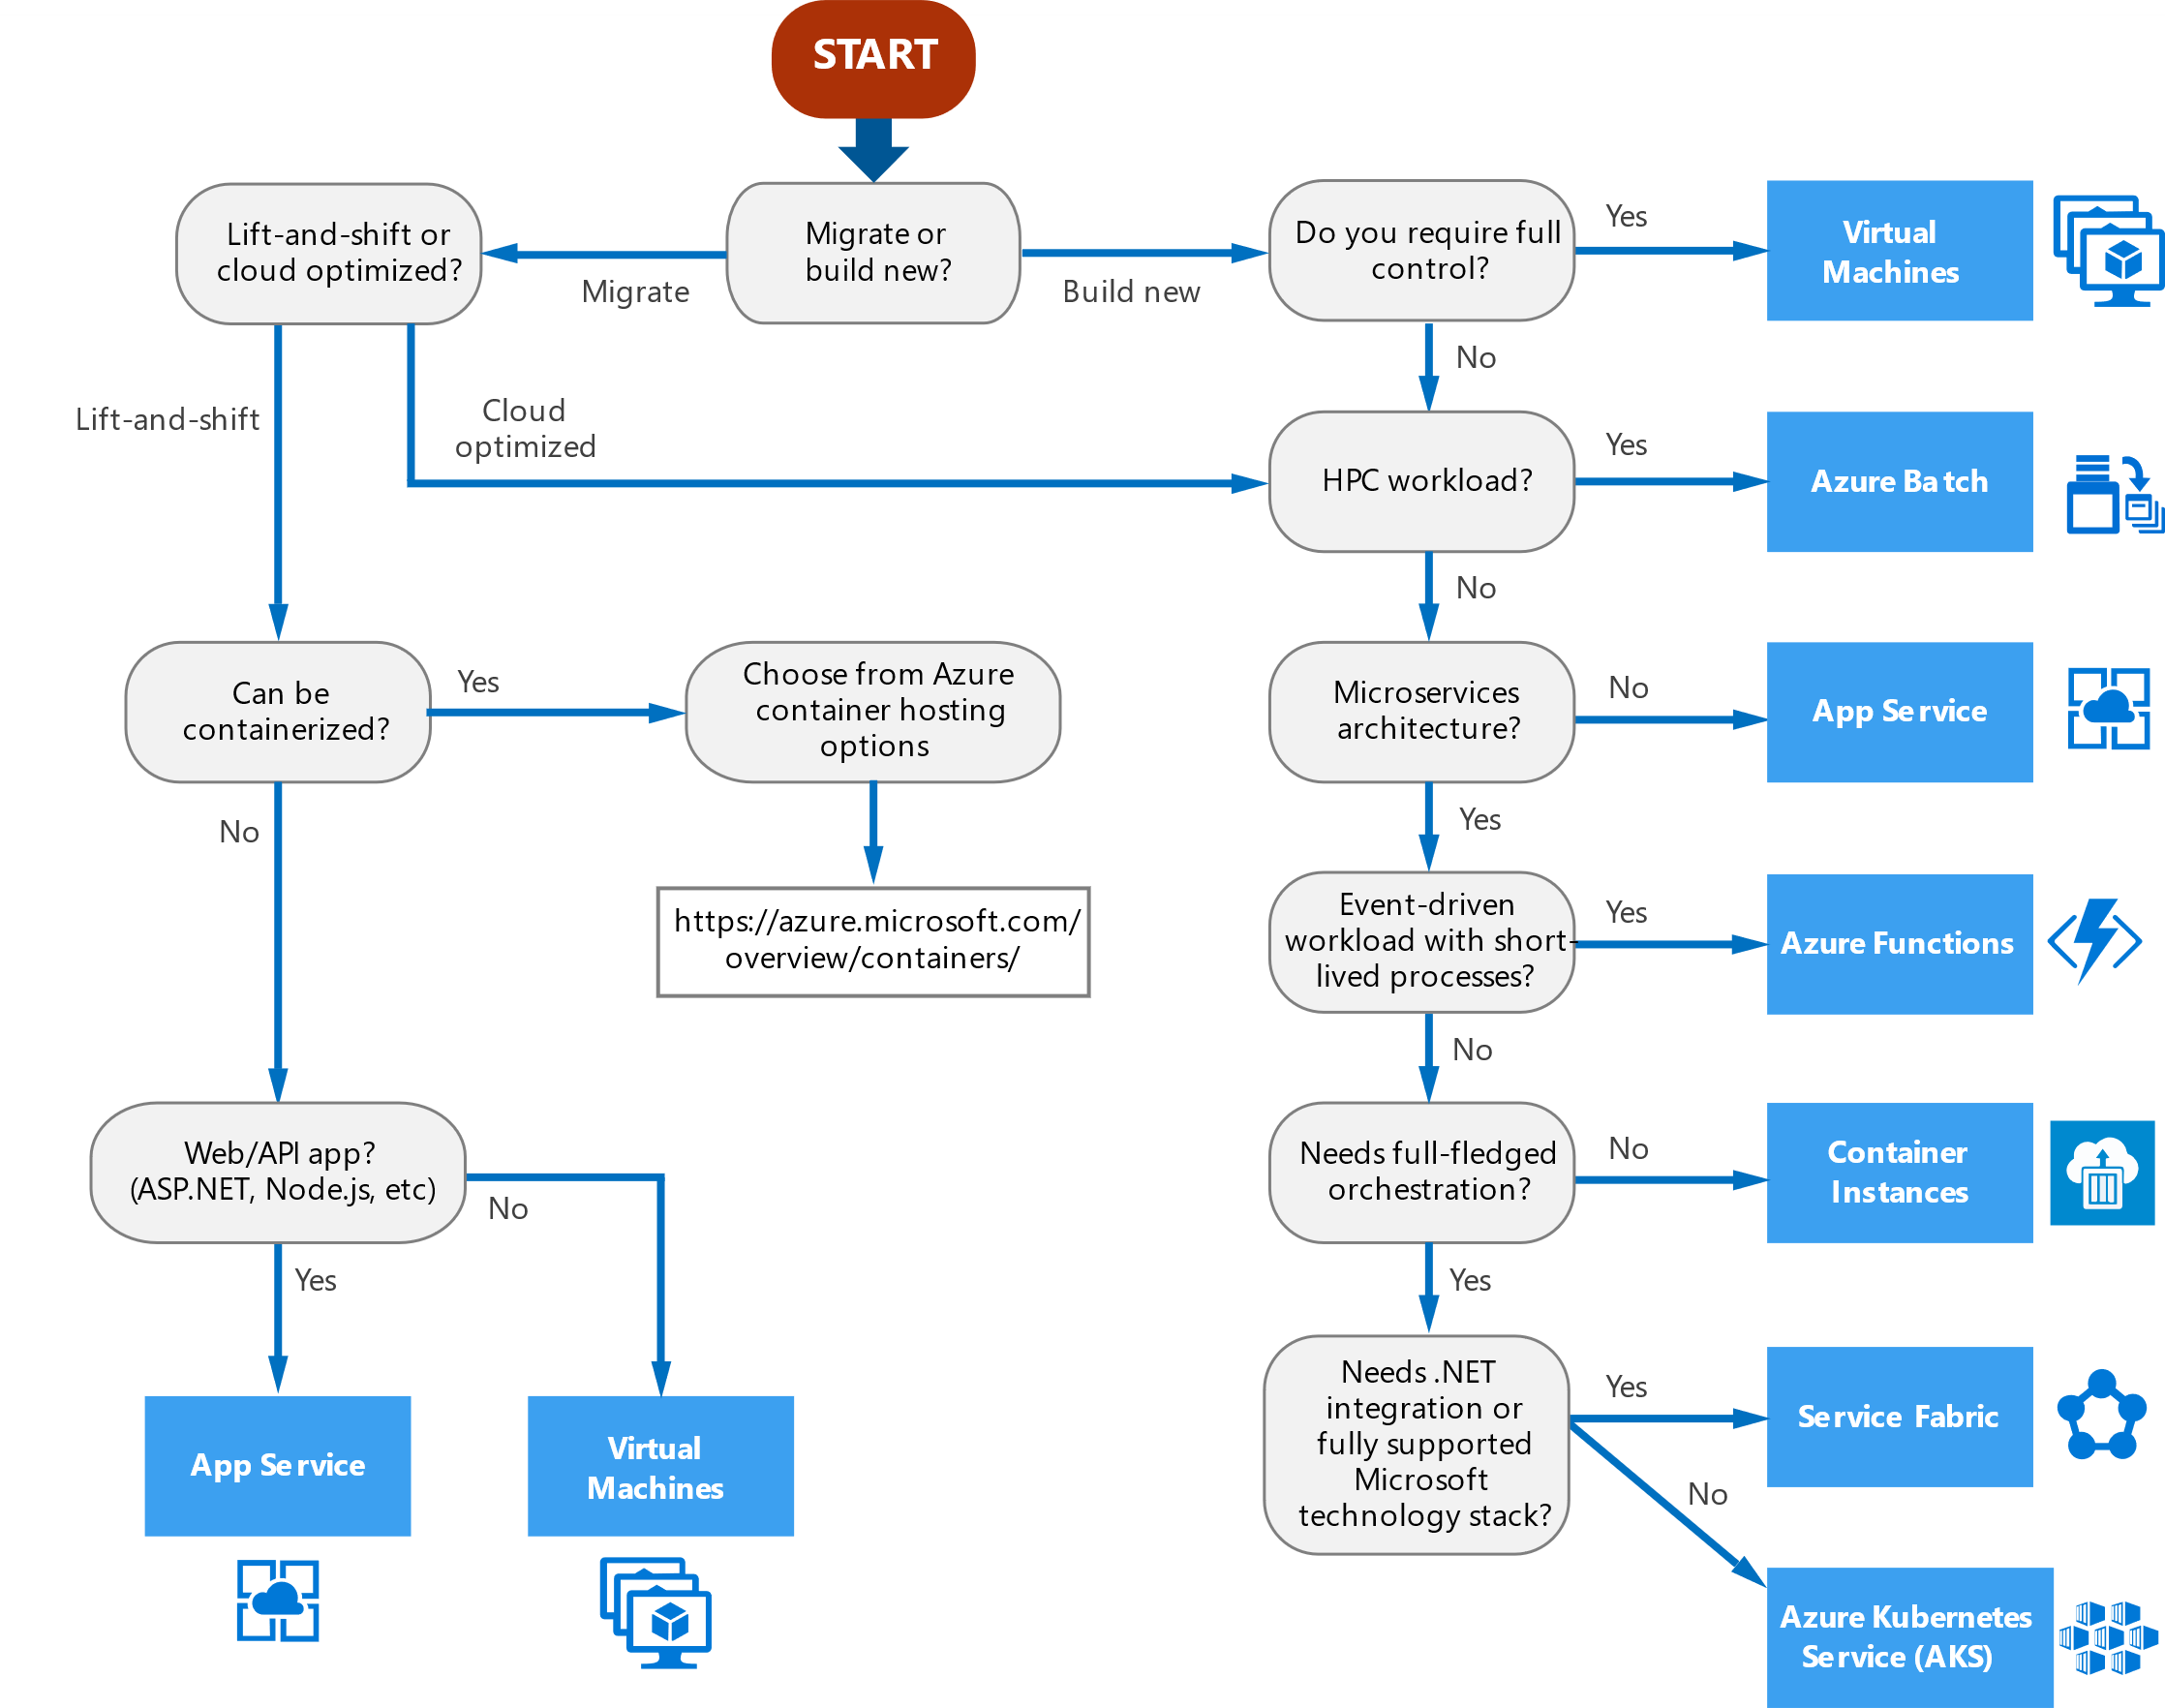 START
Lift-and-shift or
cloud optimized?
Migrate
Migrate or
build new?
Build new
Do you require full
control?
Yes
Virtual
Machines
No
Lift-and-shift
Cloud
optimized
HPC workload?
Yes
Azure Batch
No
Can be
containerized?
Yes
Choose from Azure
container hosting
options
Microservices
architecture?
No
App Service
No
Yes
https://azure.microsoft.com/
overview/containers/
Event-driven
workload with short-
lived processes?
Yes
Azure Functions
No
Web/API app?
(ASP.NET, Node.js, etc)
No
Needs full-fledged
orchestration?
No
Container
Instances
Yes
Yes
App Service
Virtual
Machines
Needs .NET
integration or
fully supported
Microsoft
technology stack?
Yes
Service Fabric
No
Azure Kubernetes
Service (AKS)